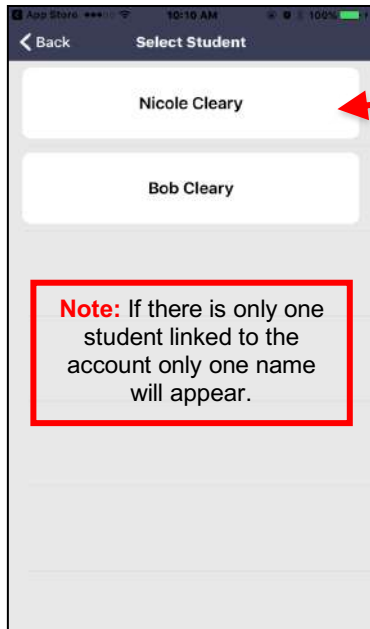 App Store 10:10 AM 100%
Back Select Student
Nicole Cleary
Bob Cleary
Note: If there is only one
student linked to the
account only one name
will appear.